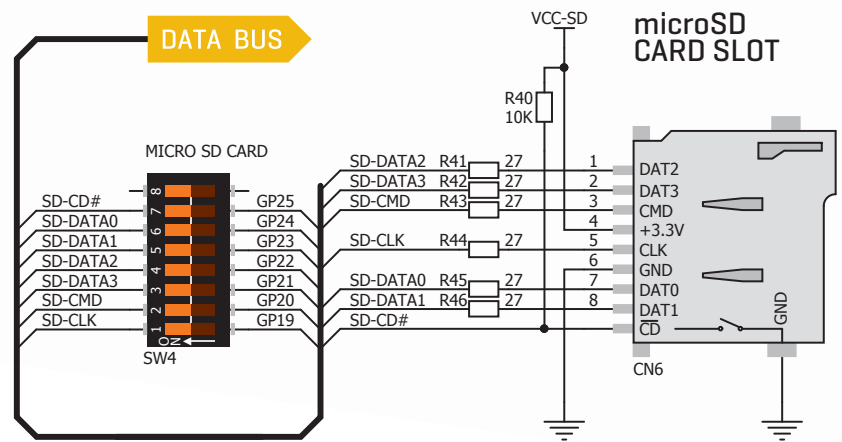 DATA BUS
VCC-SD
microSD
CARD SLOT
R40
10K
MICRO SD CARD
SD-DATA2 R41 27 1 DAT2
SD-DATA3 R42 27 2 DAT3
SD-CMD R43 27 3 CMD
4 +3.3V
SD-CLK R44 27 5 CLK
6 GND
SD-DATA0 R45 27 7 DAT0
SD-DATA1 R46 27 8 DAT1
SD-CD# CD
GND
CN6
8
SD-CD# 7 GP25
SD-DATA0 6 GP24
SD-DATA1 5 GP23
SD-DATA2 4 GP22
SD-DATA3 3 GP21
SD-CMD 2 GP20
SD-CLK 1 GP19
ON
SW4